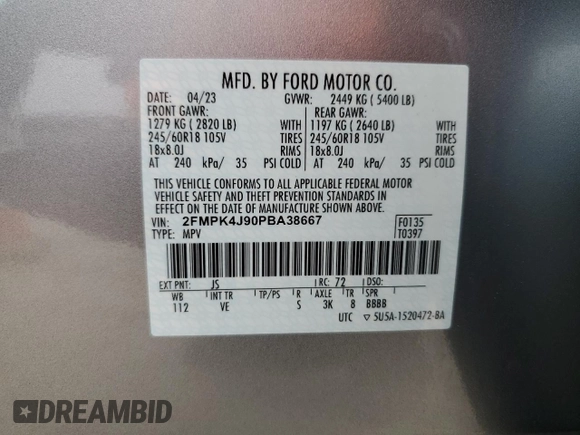 MFD. BY FORD MOTOR CO.
DATE: 04/23 GVWR: 2449 KG ( 5400 LB)
FRONT GAWR: REAR GAWR:
1279 KG ( 2820 LB) WITH 1197 KG ( 2640 LB) WITH
245/60R18 105V TIRES 245/60R18 105V TIRES
18x8.0J RIMS 18x8.0J RIMS
AT 240 kPa/ 35 PSI COLD AT 240 kPa/ 35 PSI COLD
THIS VEHICLE CONFORMS TO ALL APPLICABLE FEDERAL MOTOR
VEHICLE SAFETY AND THEFT PREVENTION STANDARDS IN
EFFECT ON THE DATE OF MANUFACTURE SHOWN ABOVE.
VIN: 2FMPK4J90PBA38667 F0135
TYPE: MPV T0397
EXT PNT: JS RC: 72 DSO:
WB INT TR TP/PS R AXLE TR SPR
112 VE S 3K 8 BBBB
UTC ▽ 5U5A-1520472-BA
DREAMBID